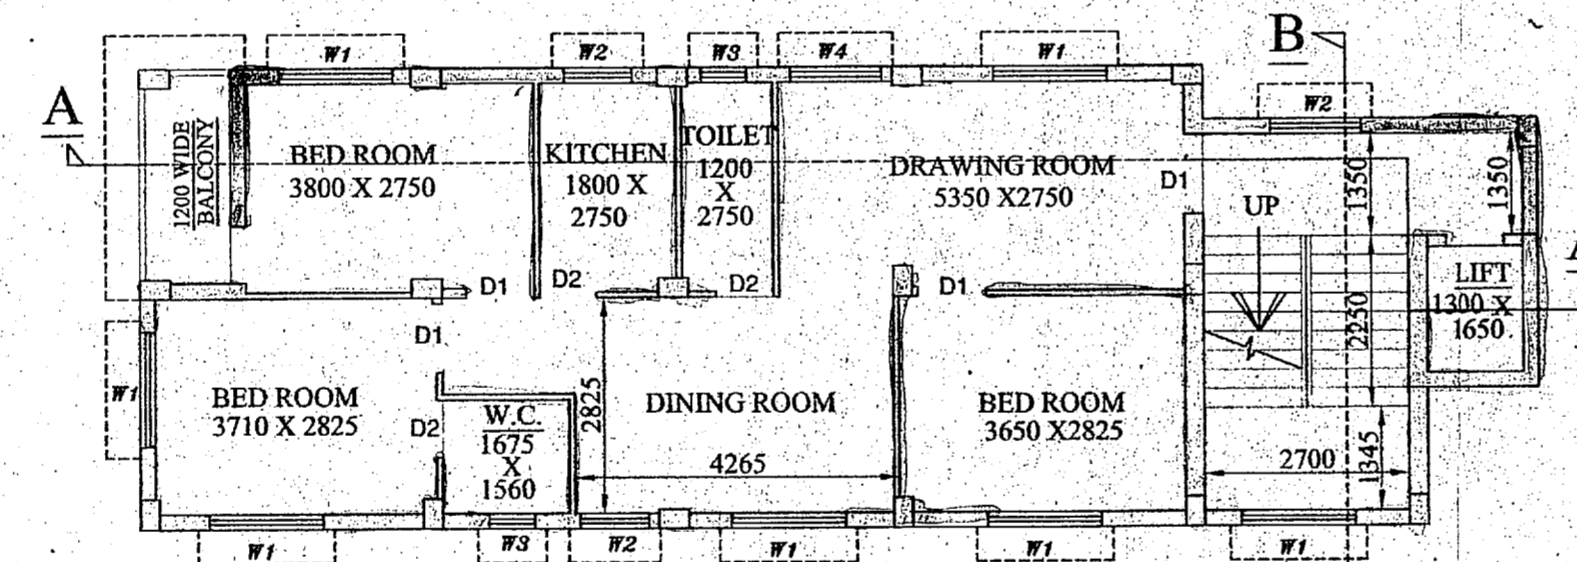 B
W1
W2
W3
W4
W1
W2
A
1200 WIDE
BALCONY
BED ROOM
3800 X 2750
KITCHEN
1800 X
2750
TOILET
1200
X
2750
DRAWING ROOM
5350 X2750
D1
UP
1350
1350
D1
D2
D2
D1
LIFT
1300 X
1650
2250
D1
W1
BED ROOM
3710 X 2825
D2
W.C.
1675
X
1560
2825
DINING ROOM
4265
BED ROOM
3650 X2825
2700
1345
W1
W3
W2
W1
W1
W1